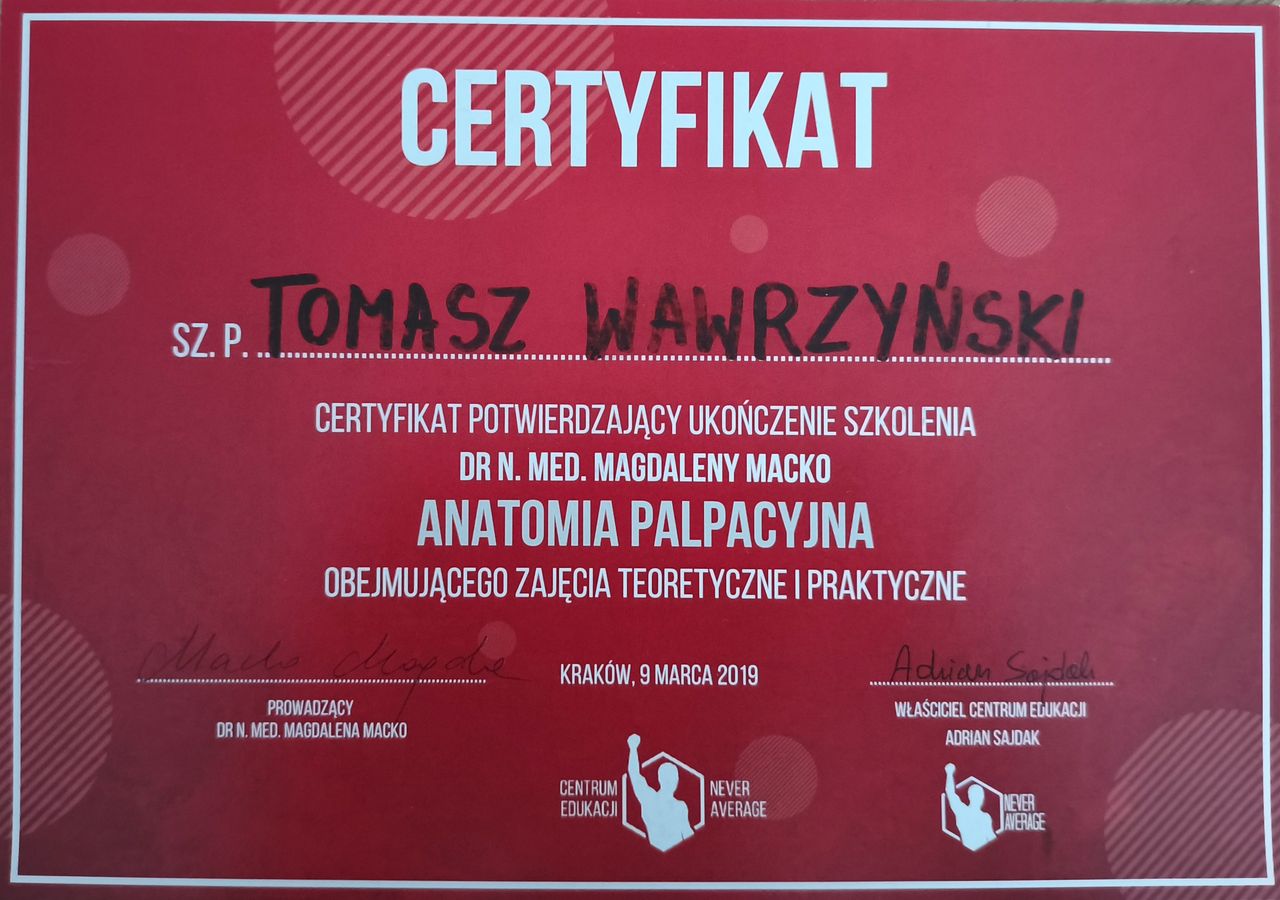 CERTYFIKAT
SZ. P. TOMASZ WAWRZYŃSKI
CERTYFIKAT POTWIERDZAJĄCY UKOŃCZENIE SZKOLENIA
DR N. MED. MAGDALENY MACKO
ANATOMIA PALPACYJNA
OBEJMUJĄCEGO ZAJĘCIA TEORETYCZNE I PRAKTYCZNE
Macko Magdalena
KRAKÓW, 9 MARCA 2019
Adrian Sajdak
PROWADZĄCY
DR N. MED. MAGDALENA MACKO
WŁAŚCICIEL CENTRUM EDUKACJI
ADRIAN SAJDAK
CENTRUM EDUKACJI
NEVER AVERAGE
NEVER AVERAGE